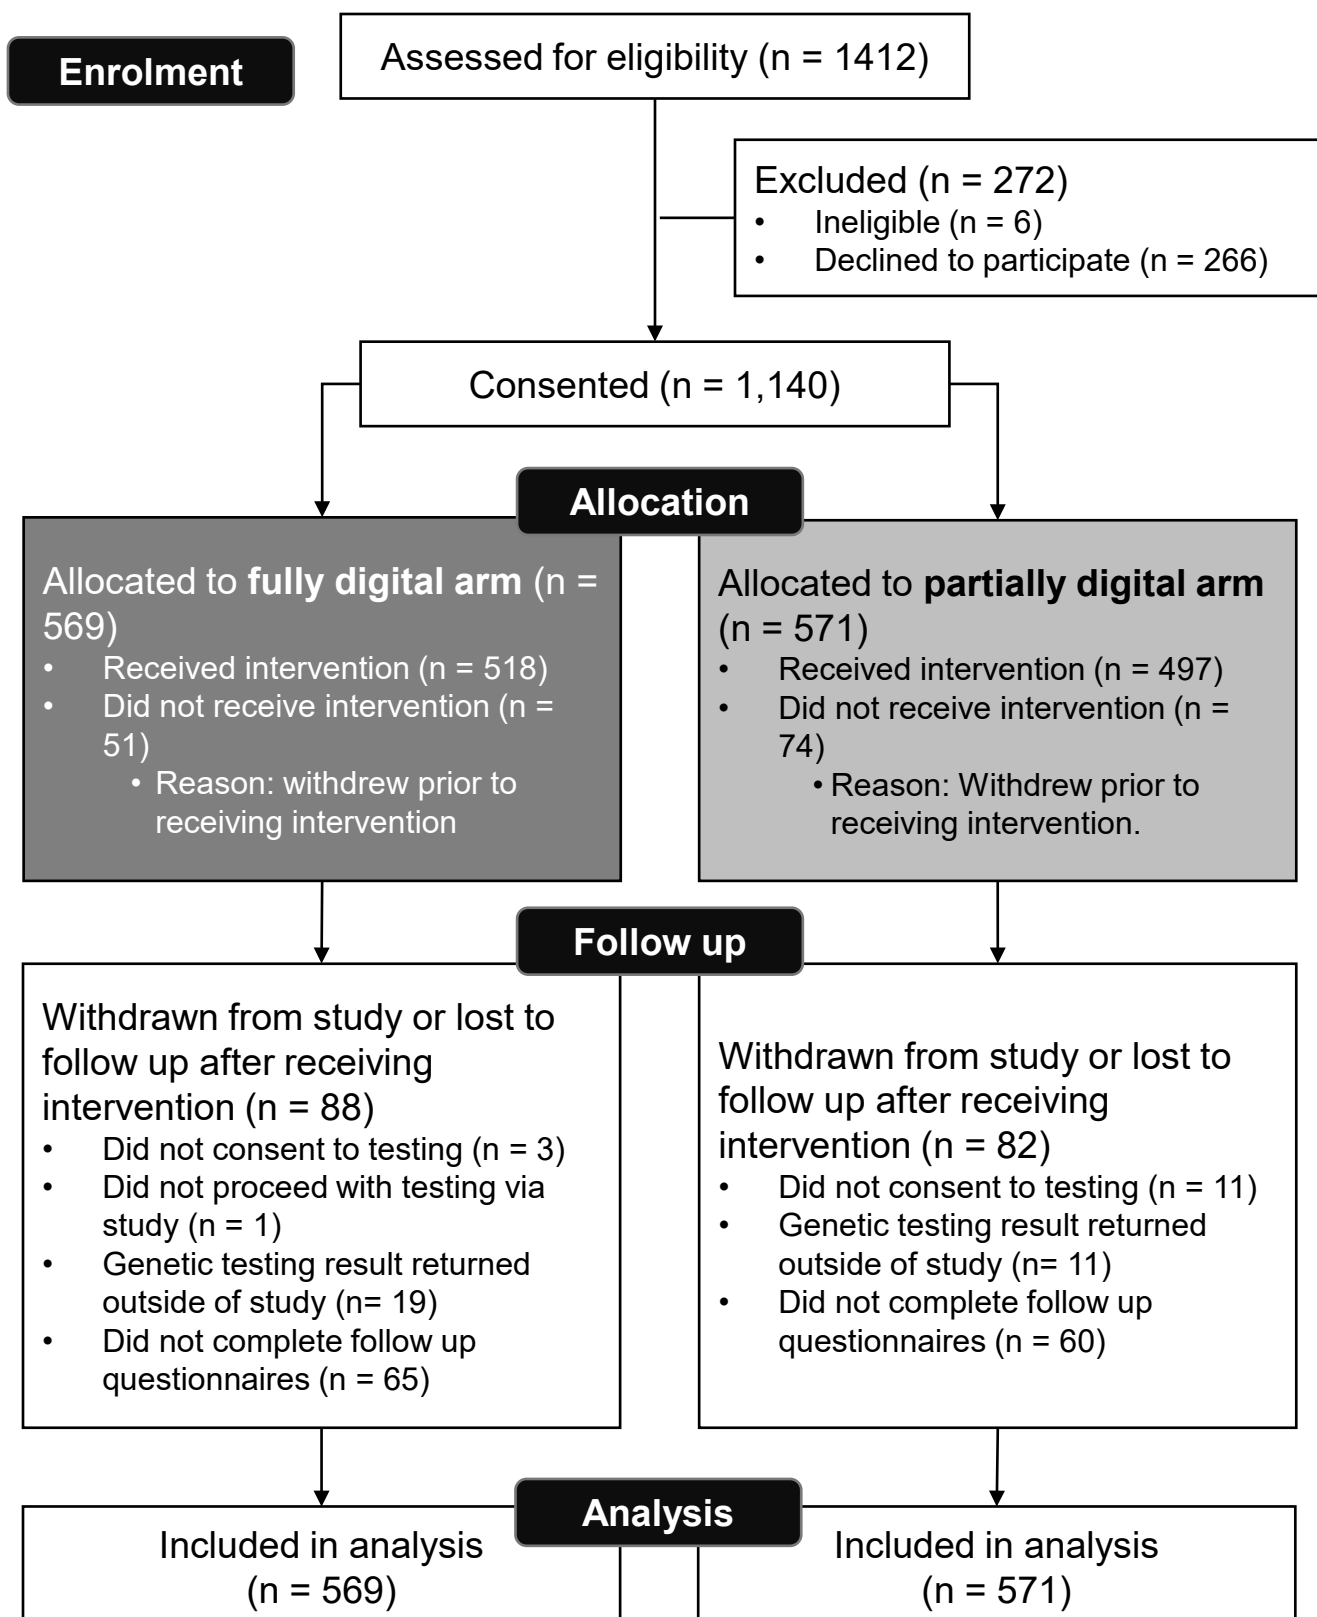 Enrolment
Assessed for eligibility (n = 1412)
Excluded (n = 272)
• Ineligible (n = 6)
• Declined to participate (n = 266)
Consented (n = 1,140)
Allocation
Allocated to fully digital arm (n =
569)
• Received intervention (n = 518)
• Did not receive intervention (n =
51)
• Reason: withdrew prior to
receiving intervention
Allocated to partially digital arm
(n = 571)
• Received intervention (n = 497)
• Did not receive intervention (n =
74)
• Reason: Withdrew prior to
receiving intervention.
Follow up
Withdrawn from study or lost to
follow up after receiving
intervention (n = 88)
• Did not consent to testing (n = 3)
• Did not proceed with testing via
study (n = 1)
• Genetic testing result returned
outside of study (n= 19)
• Did not complete follow up
questionnaires (n = 65)
Withdrawn from study or lost to
follow up after receiving
intervention (n = 82)
• Did not consent to testing (n = 11)
• Genetic testing result returned
outside of study (n= 11)
• Did not complete follow up
questionnaires (n = 60)
Analysis
Included in analysis
(n = 569)
Included in analysis
(n = 571)